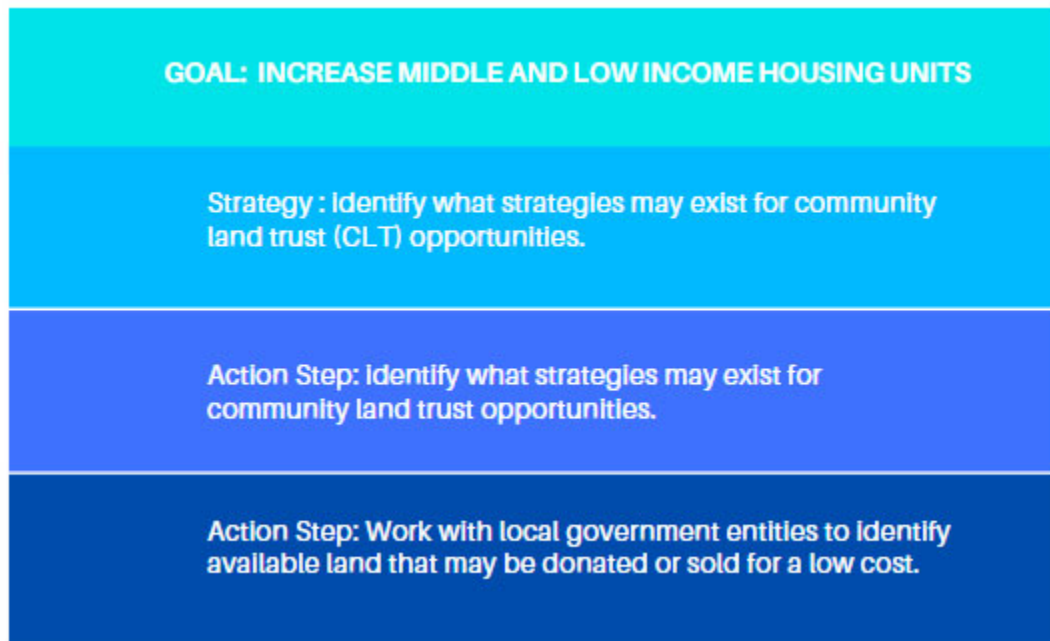 GOAL: INCREASE MIDDLE AND LOW INCOME HOUSING UNITS
Strategy : Identify what strategies may exist for community
land trust (CLT) opportunities.
Action Step: Identify what strategies may exist for
community land trust opportunities.
Action Step: Work with local government entities to identify
available land that may be donated or sold for a low cost.